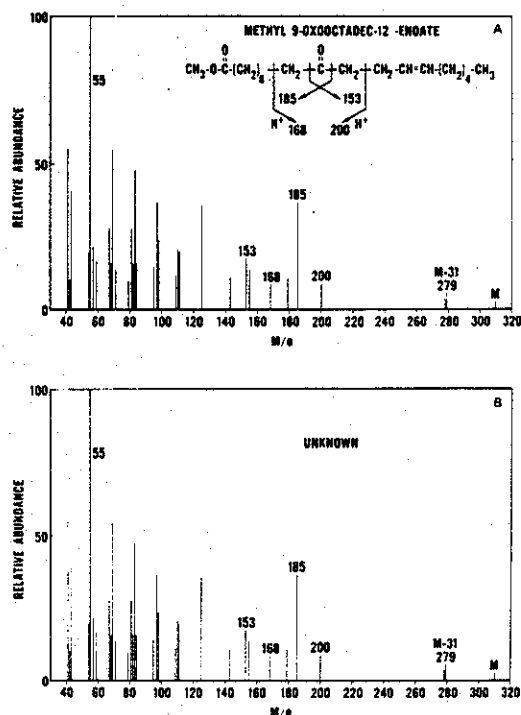 METHYL 9-OXOOCTADEC-12 -ENOATE
A
O
O
CH₃-O-C-(CH₂)₆-CH₂-C-CH₂-CH₂-CH=CH-(CH₂)₄-CH₃
185
153
H⁺
168
200
H⁺
RELATIVE ABUNDANCE
100
50
0
55
153
168
185
200
M-31
279
M
40 60 80 100 120 140 160 180 200 220 240 260 280 300 320
M/e
B
UNKNOWN
RELATIVE ABUNDANCE
100
50
0
55
153
168
185
200
M-31
279
M
40 60 80 100 120 140 160 180 200 220 240 260 280 300 320
M/e